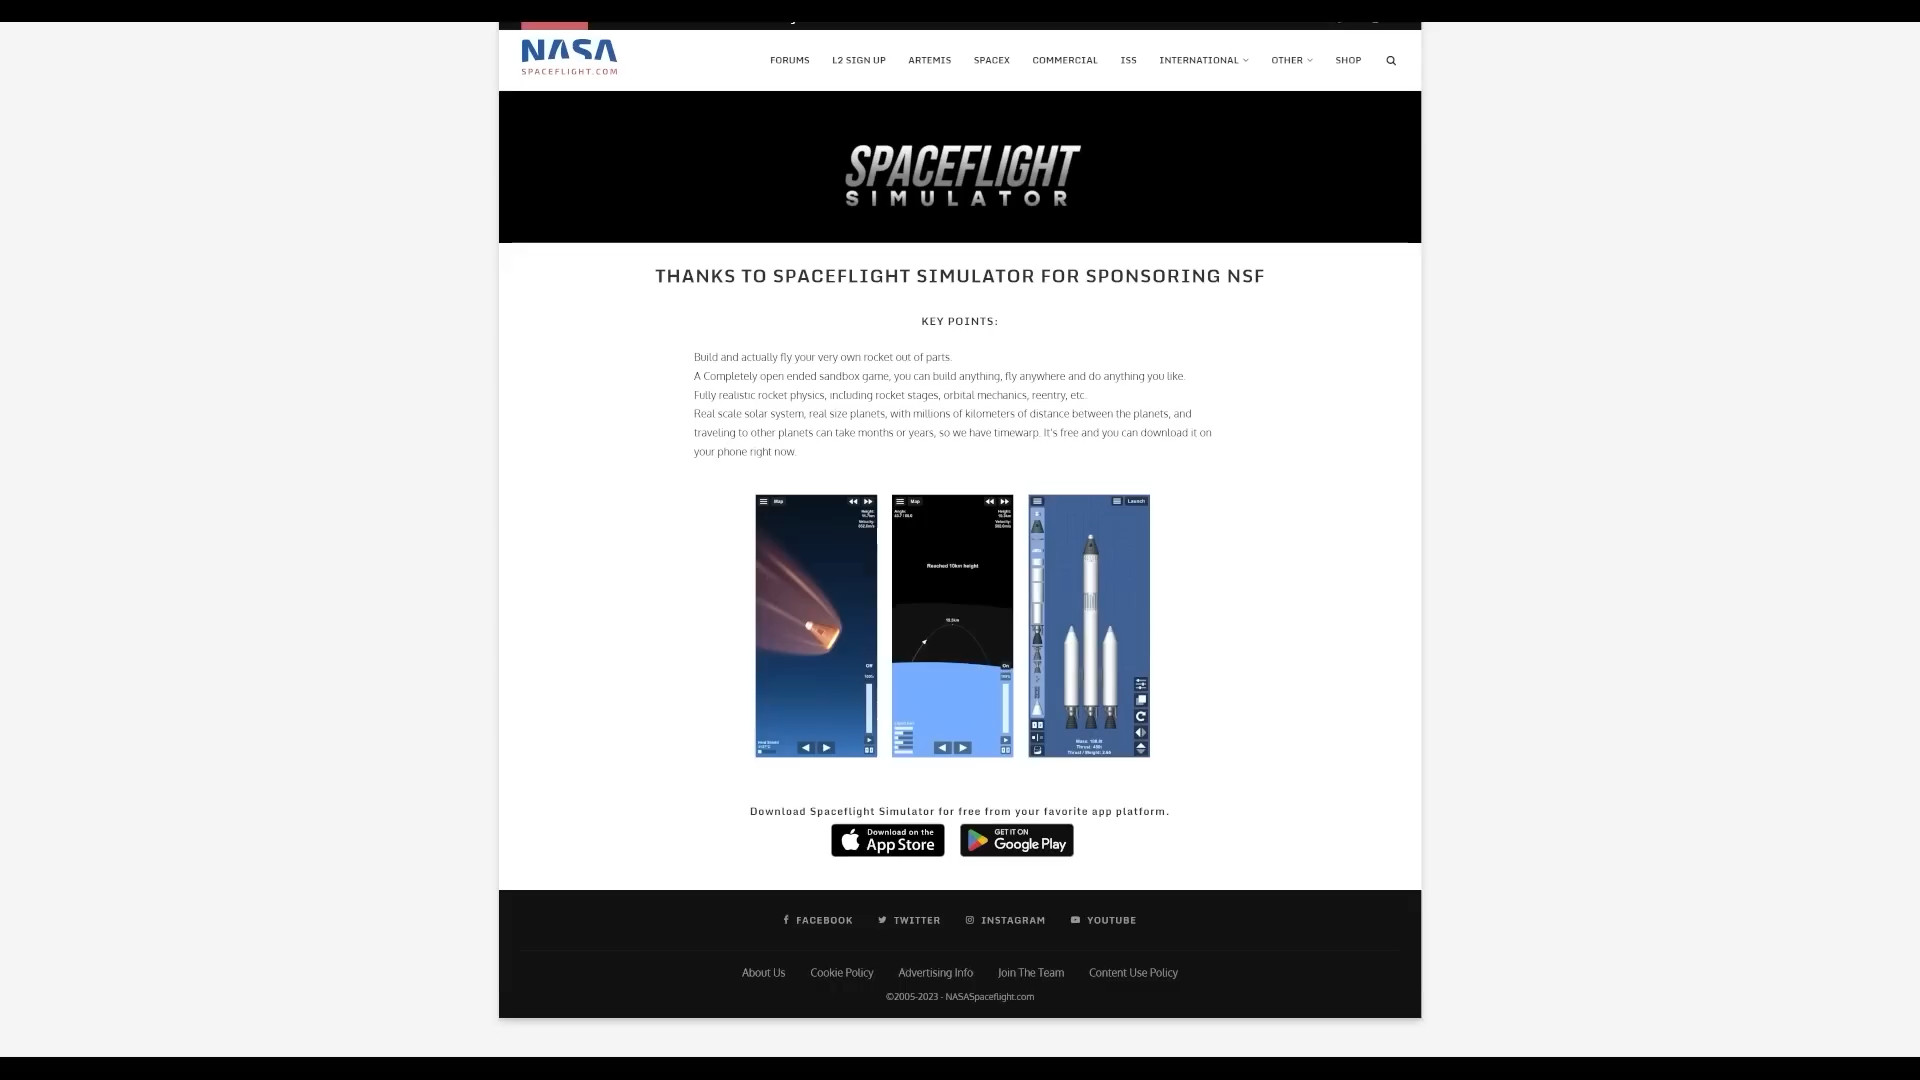 NASA
SPACEFLIGHT.COM
FORUMS L2 SIGN UP ARTEMIS SPACEX COMMERCIAL ISS INTERNATIONAL OTHER SHOP
SPACEFLIGHT
SIMULATOR
THANKS TO SPACEFLIGHT SIMULATOR FOR SPONSORING NSF
KEY POINTS:
Build and actually fly your very own rocket out of parts.
A Completely open ended sandbox game, you can build anything, fly anywhere and do anything you like.
Fully realistic rocket physics, including rocket stages, orbital mechanics, reentry, etc.
Real scale solar system, real size planets, with millions of kilometers of distance between the planets, and
traveling to other planets can take months or years, so we have timewarp. It's free and you can download it on
your phone right now.
Map
Height:
Velocity:
Off
Map
Angle:
Height:
Velocity:
Reached 10km height
On
Launch
Download Spaceflight Simulator for free from your favorite app platform.
Download on the
App Store
GET IT ON
Google Play
FACEBOOK TWITTER INSTAGRAM YOUTUBE
About Us Cookie Policy Advertising Info Join The Team Content Use Policy
©2005-2023 - NASASpaceflight.com